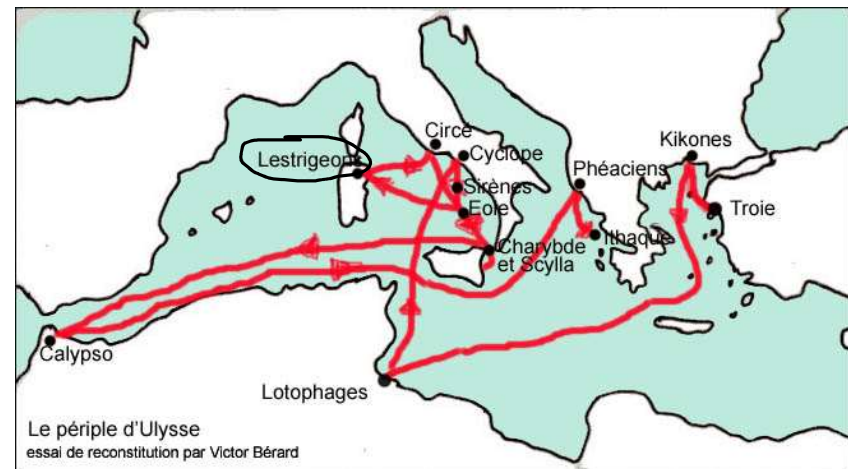 Circé
Kikones
Lestrigeons
Cyclope
Phéaciens
Sirènes
Troie
Eole
Ithaque
Charybde
et Scylla
Calypso
Lotophages
Le périple d'Ulysse
essai de reconstitution par Victor Bérard